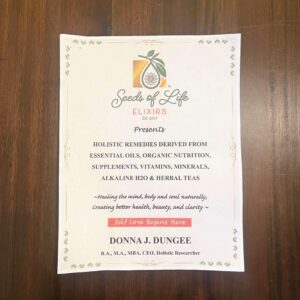 Seeds of Life
ELIXIRS
Est. 2017
Presents
HOLISTIC REMEDIES DERIVED FROM
ESSENTIAL OILS, ORGANIC NUTRITION,
SUPPLEMENTS, VITAMINS, MINERALS,
ALKALINE H2O & HERBAL TEAS
~Healing the mind, body and soul naturally,
Creating better health, beauty, and clarity ~
Self Love Begins Here
DONNA J. DUNGEE
B.A., M.A., MBA, CEO, Holistic Researcher